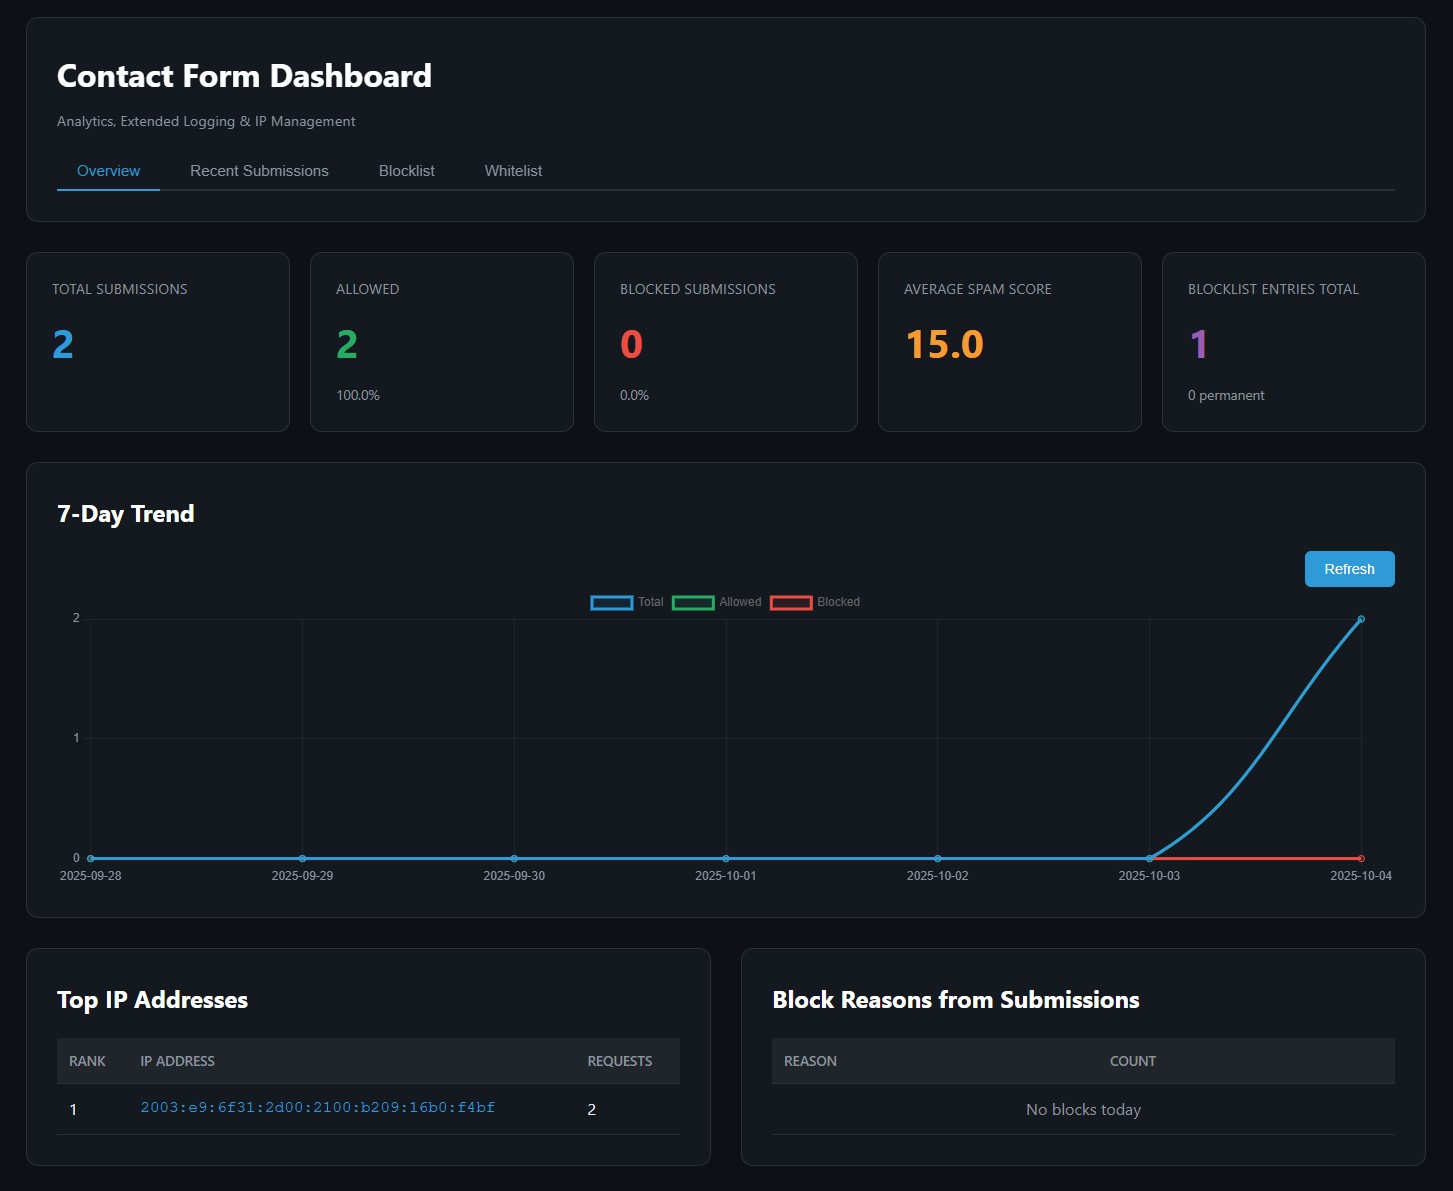 Contact Form Dashboard
Analytics, Extended Logging & IP Management
Overview Recent Submissions Blocklist Whitelist
TOTAL SUBMISSIONS
2
ALLOWED
2
100.0%
BLOCKED SUBMISSIONS
0
0.0%
AVERAGE SPAM SCORE
15.0
BLOCKLIST ENTRIES TOTAL
1
0 permanent
7-Day Trend
Refresh
Total Allowed Blocked
2
1
0
2025-09-28 2025-09-29 2025-09-30 2025-10-01 2025-10-02 2025-10-03 2025-10-04
Top IP Addresses
RANK IP ADDRESS REQUESTS
1 2003:e9:6f31:2d00:2100:b209:16b0:f4bf 2
Block Reasons from Submissions
REASON COUNT
No blocks today